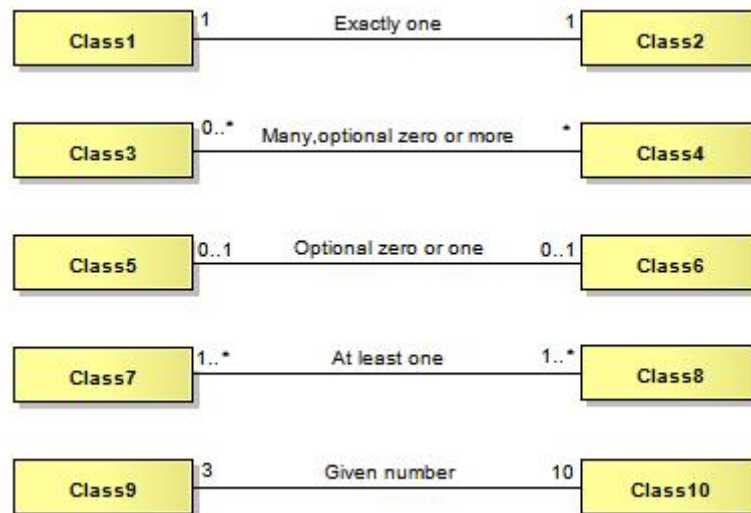 Class1 1 Exactly one 1 Class2
Class3 0..* Many,optional zero or more * Class4
Class5 0..1 Optional zero or one 0..1 Class6
Class7 1..* At least one 1..* Class8
Class9 3 Given number 10 Class10